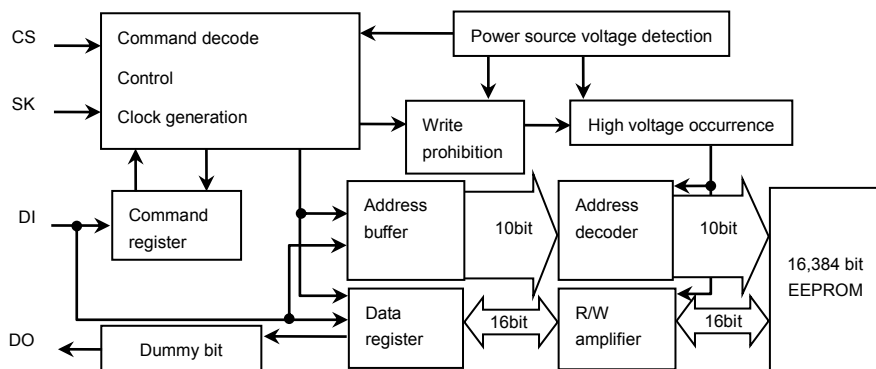 CS
SK
DI
DO
Command decode
Control
Clock generation
Power source voltage detection
Write
prohibition
High voltage occurrence
Command
register
Address
buffer
10bit
Address
decoder
10bit
16,384 bit
EEPROM
Data
register
16bit
R/W
amplifier
16bit
Dummy bit